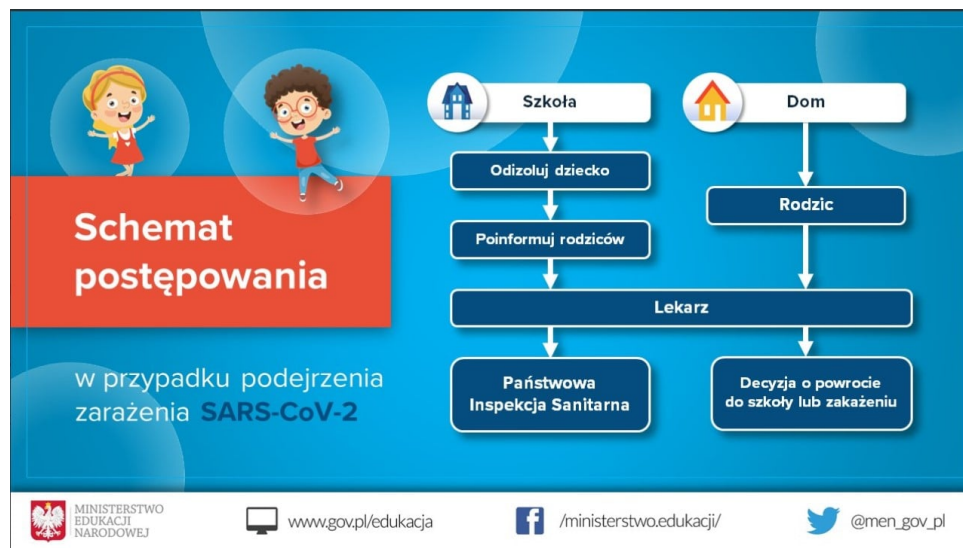 Schemat
postępowania
w przypadku podejrzenia
zarażenia SARS-CoV-2
Szkoła
Odizoluj dziecko
Poinformuj rodziców
Dom
Rodzic
Lekarz
Państwowa
Inspekcja Sanitarna
Decyzja o powrocie
do szkoły lub zakażeniu
MINISTERSTWO
EDUKACJI
NARODOWEJ
www.gov.pl/edukacja
/ministerstwo.edukacji/
@men_gov_pl